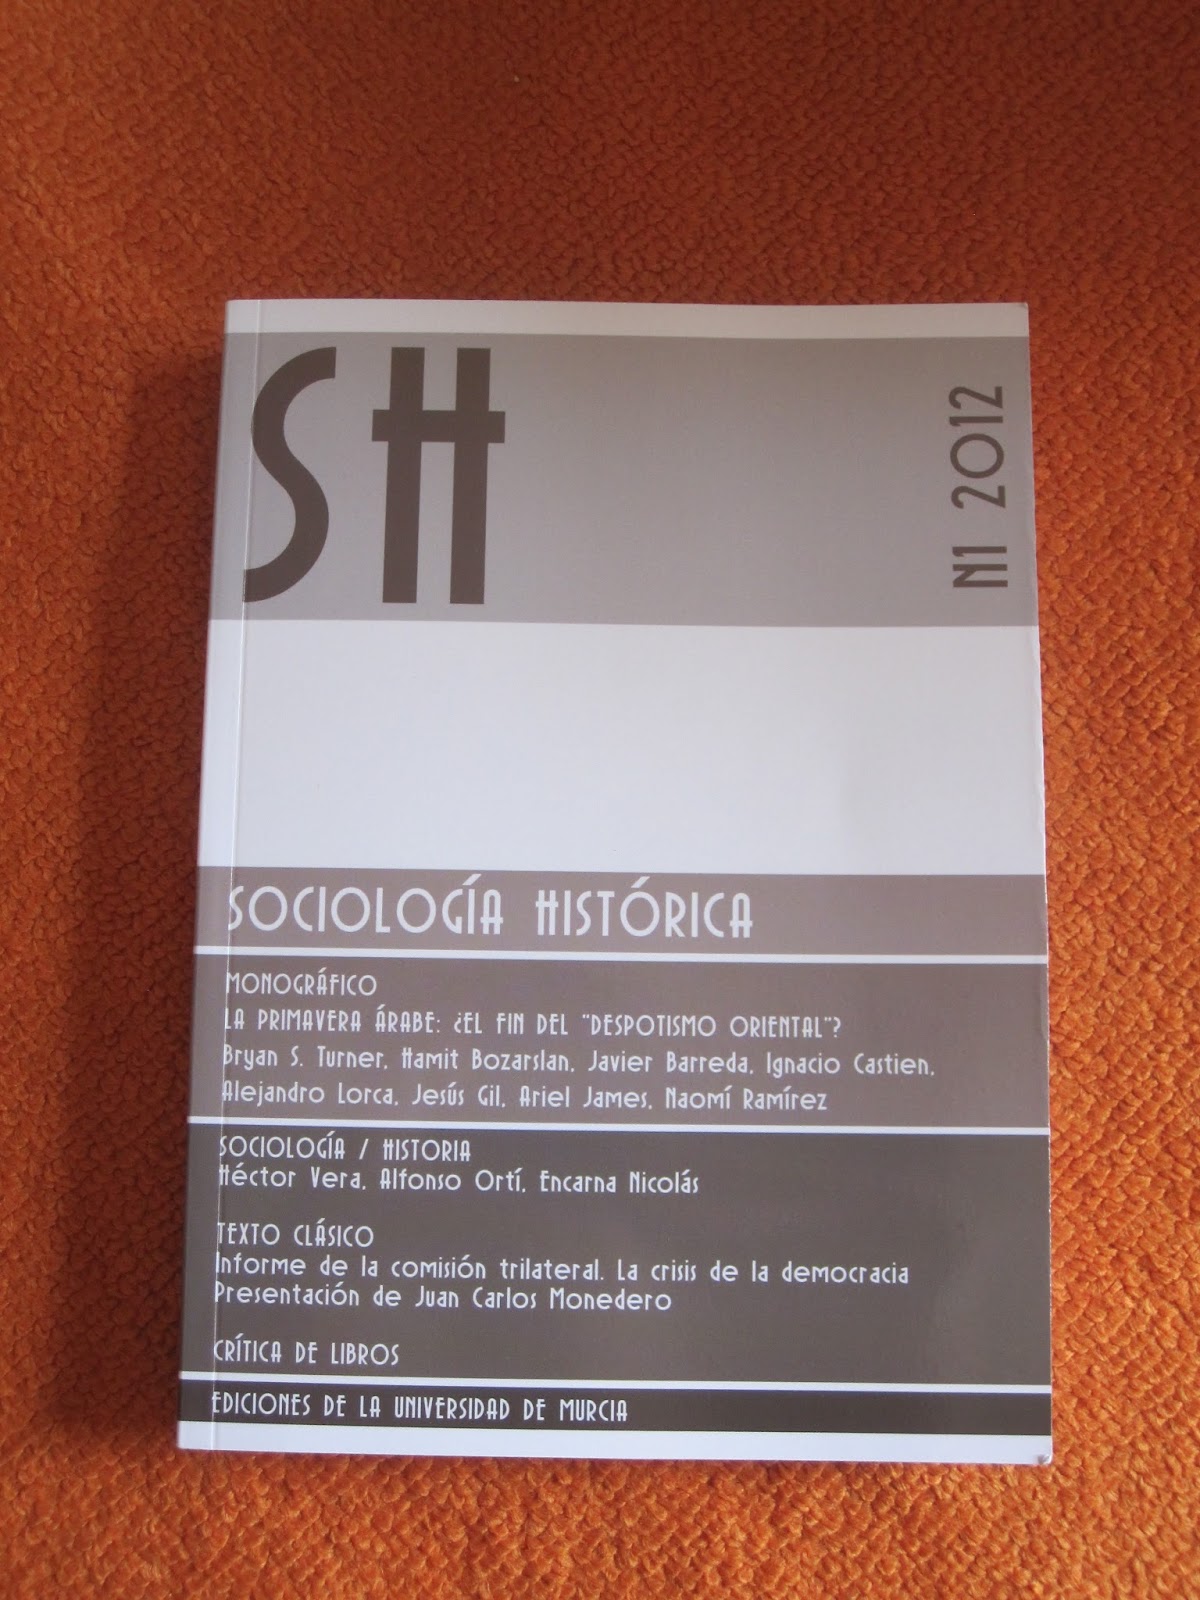 SH
N1 2012
SOCIOLOGÍA HISTÓRICA
MONOGRÁFICO
LA PRIMAVERA ÁRABE: ¿EL FIN DEL "DESPOTISMO ORIENTAL"?
Bryan S. Turner, Hamit Bozarslan, Javier Barreda, Ignacio Castien,
Alejandro Lorca, Jesús Gil, Ariel James, Naomí Ramírez
SOCIOLOGÍA / HISTORIA
Héctor Vera, Alfonso Ortí, Encarna Nicolás
TEXTO CLÁSICO
Informe de la comisión trilateral. La crisis de la democracia
Presentación de Juan Carlos Monedero
CRÍTICA DE LIBROS
EDICIONES DE LA UNIVERSIDAD DE MURCIA